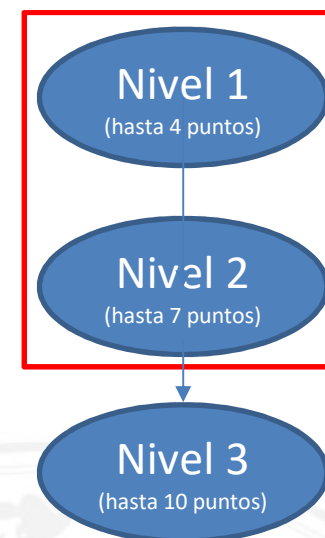 Nivel 1
(hasta 4 puntos)
Nivel 2
(hasta 7 puntos)
Nivel 3
(hasta 10 puntos)